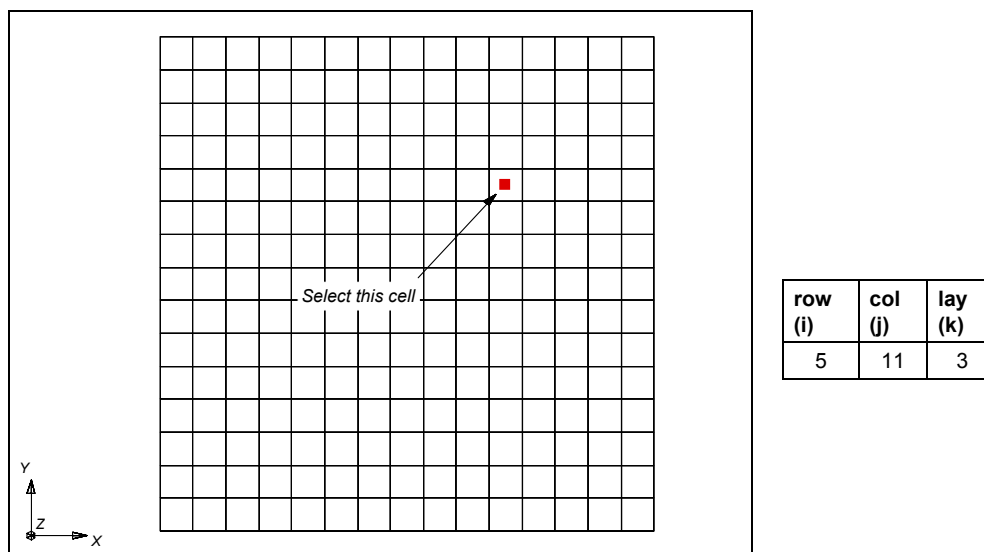 Select this cell
row
(i)
col
(j)
lay
(k)
5
11
3
Y
Z
X